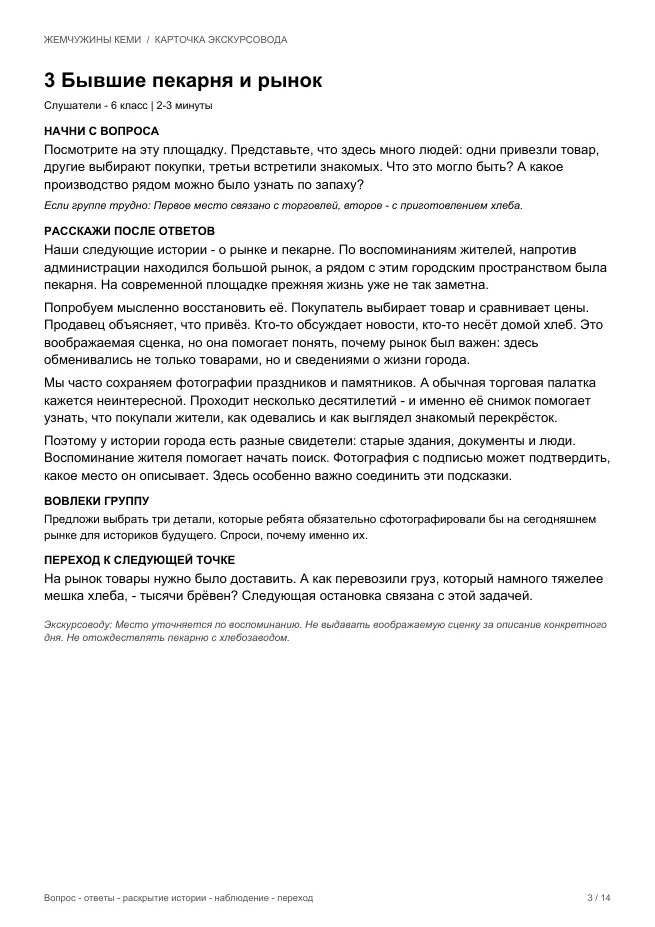 ЖЕМЧУЖИНЫ КЕМИ / КАРТОЧКА ЭКСКУРСОВОДА
3 Бывшие пекарня и рынок
Слушатели - 6 класс | 2-3 минуты
НАЧНИ С ВОПРОСА
Посмотрите на эту площадку. Представьте, что здесь много людей: одни привезли товар,
другие выбирают покупки, третьи встретили знакомых. Что это могло быть? А какое
производство рядом можно было узнать по запаху?
Если группе трудно: Первое место связано с торговлей, второе - с приготовлением хлеба.
РАССКАЖИ ПОСЛЕ ОТВЕТОВ
Наши следующие истории - о рынке и пекарне. По воспоминаниям жителей, напротив
администрации находился большой рынок, а рядом с этим городским пространством была
пекарня. На современной площадке прежняя жизнь уже не так заметна.
Попробуем мысленно восстановить её. Покупатель выбирает товар и сравнивает цены.
Продавец объясняет, что привёз. Кто-то обсуждает новости, кто-то несёт домой хлеб. Это
воображаемая сценка, но она помогает понять, почему рынок был важен: здесь
обменивались не только товарами, но и сведениями о жизни города.
Мы часто сохраняем фотографии праздников и памятников. А обычная торговая палатка
кажется неинтересной. Проходит несколько десятилетий - и именно её снимок помогает
узнать, что покупали жители, как одевались и как выглядел знакомый перекрёсток.
Поэтому у истории города есть разные свидетели: старые здания, документы и люди.
Воспоминание жителя помогает начать поиск. Фотография с подписью может подтвердить,
какое место он описывает. Здесь особенно важно соединить эти подсказки.
ВОВЛЕКИ ГРУППУ
Предложи выбрать три детали, которые ребята обязательно сфотографировали бы на сегодняшнем
рынке для историков будущего. Спроси, почему именно их.
ПЕРЕХОД К СЛЕДУЮЩЕЙ ТОЧКЕ
На рынок товары нужно было доставить. А как перевозили груз, который намного тяжелее
мешка хлеба, - тысячи брёвен? Следующая остановка связана с этой задачей.
Экскурсоводу: Место уточняется по воспоминанию. Не выдавать воображаемую сценку за описание конкретного
дня. Не отождествлять пекарню с хлебозаводом.
Вопрос - ответы - раскрытие истории - наблюдение - переход
3 / 14